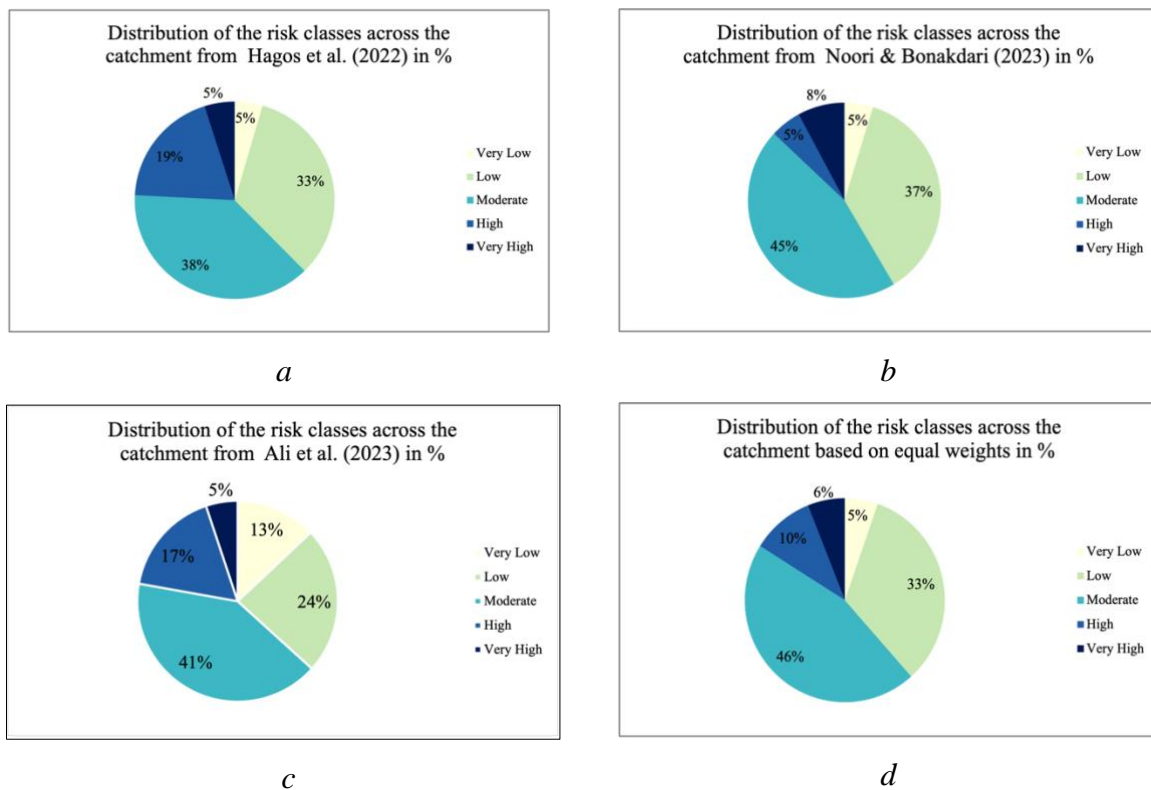 Distribution of the risk classes across the
catchment from Hagos et al. (2022) in %
5%
5%
19%
33%
38%
Very Low
Low
Moderate
High
Very High
a
Distribution of the risk classes across the
catchment from Noori & Bonakdari (2023) in %
8%
5%
5%
37%
45%
Very Low
Low
Moderate
High
Very High
b
Distribution of the risk classes across the
catchment from Ali et al. (2023) in %
5%
13%
17%
24%
41%
Very Low
Low
Moderate
High
Very High
c
Distribution of the risk classes across the
catchment based on equal weights in %
6%
5%
10%
33%
46%
Very Low
Low
Moderate
High
Very High
d